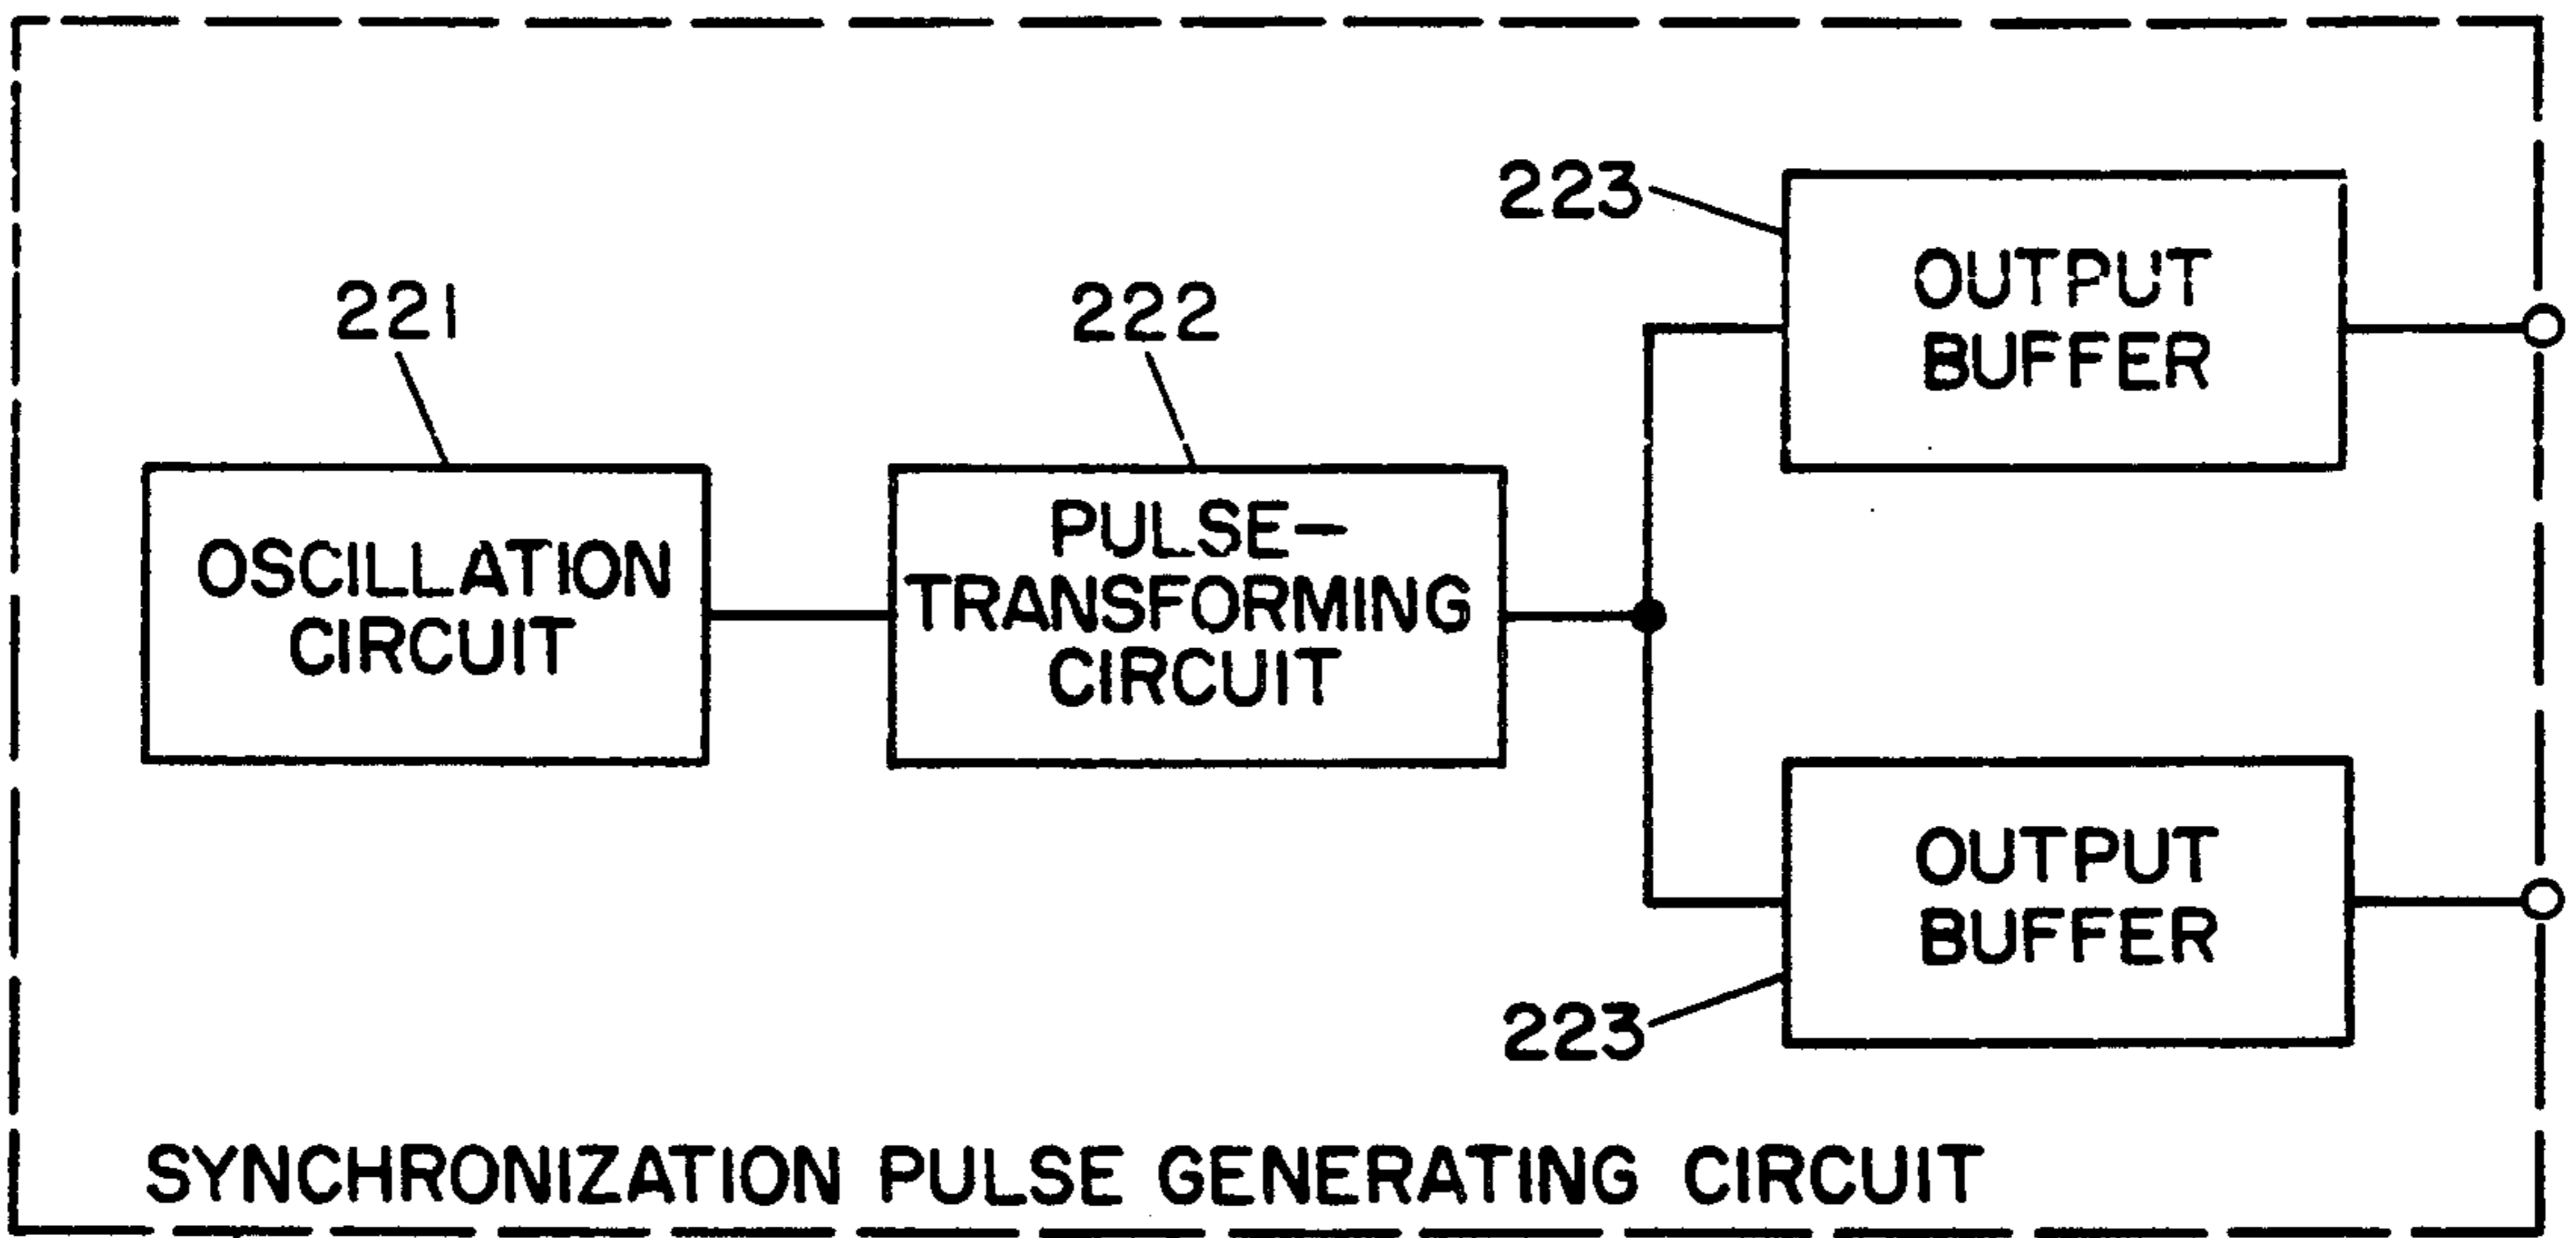 223
OUTPUT
BUFFER
221
222
OSCILLATION
CIRCUIT
PULSE-
TRANSFORMING
CIRCUIT
OUTPUT
BUFFER
223
SYNCHRONIZATION PULSE GENERATING CIRCUIT